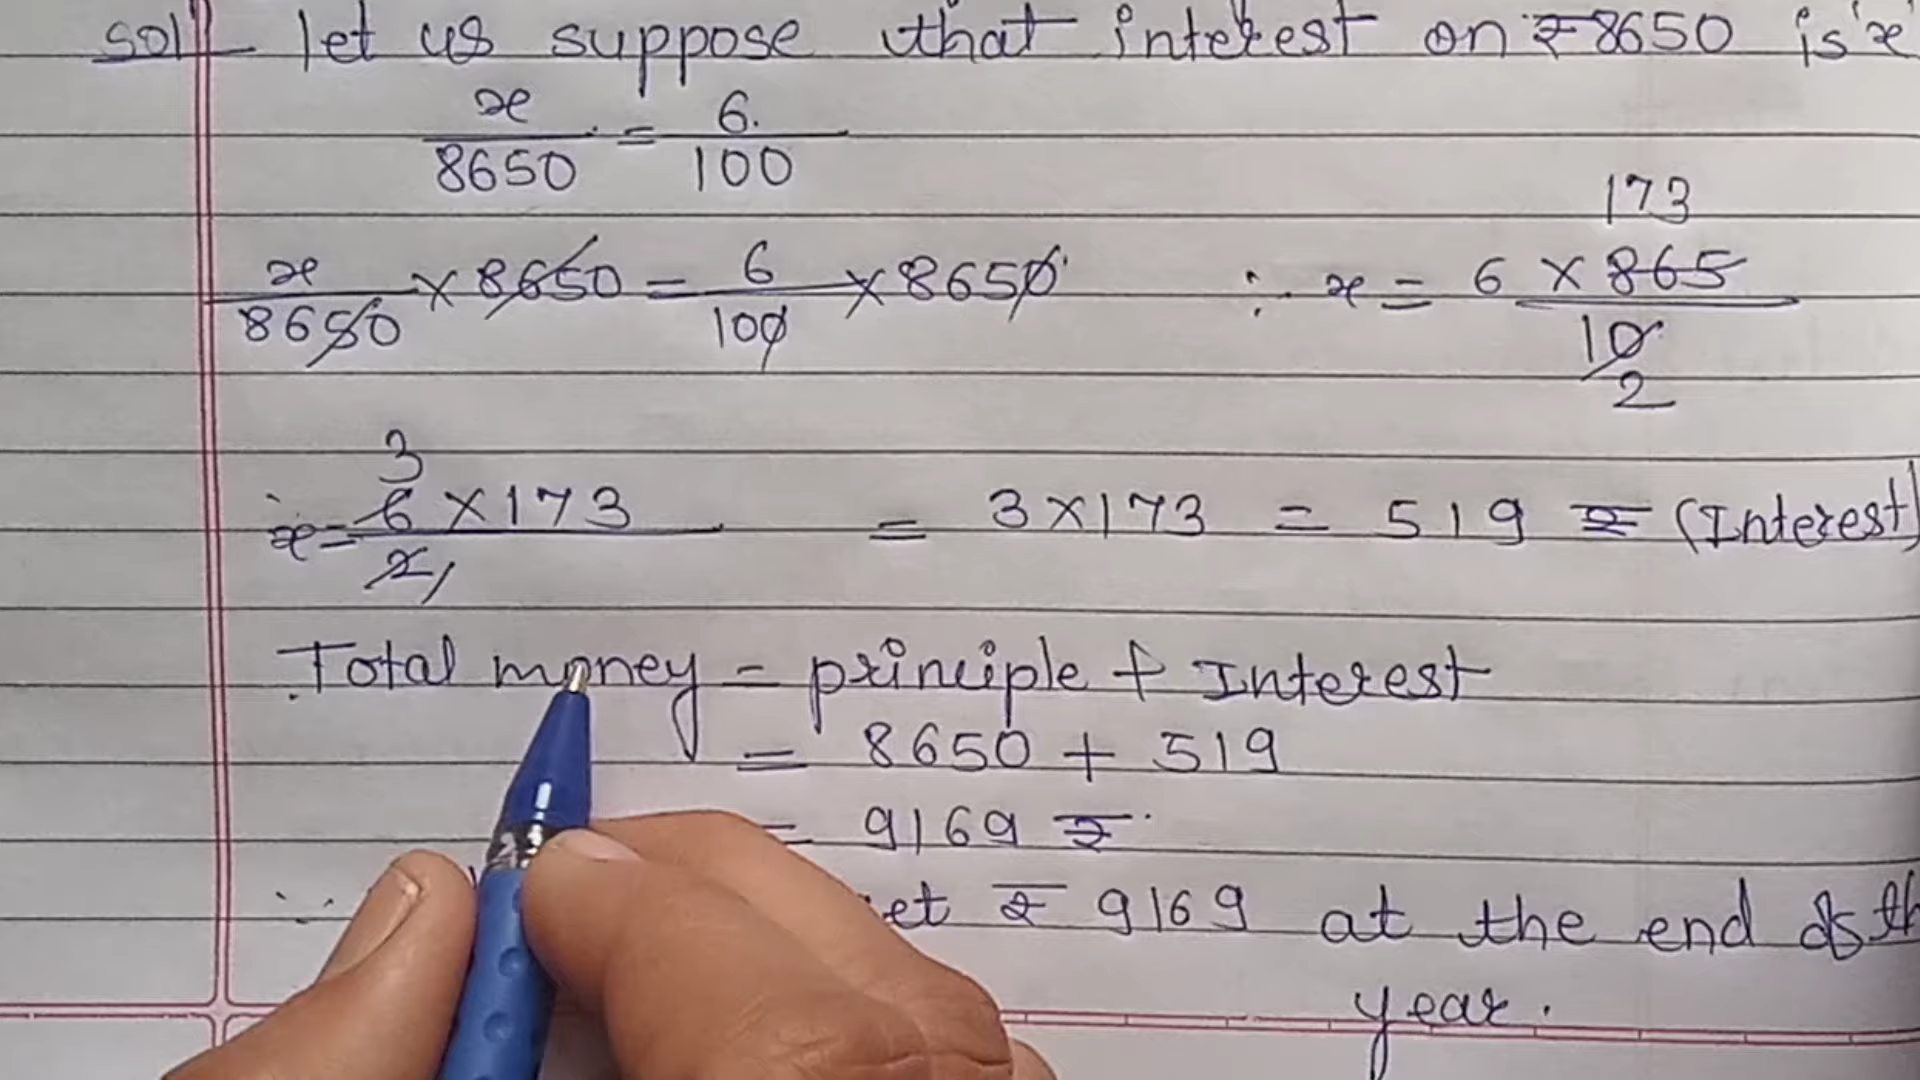 sol let us suppose that interest on ₹ 8650 is 'x'
x/8650 = 6/100
x/8650 × 8650 = 6/100 × 8650 ∴ x = 6 × 865/10 173 2
x = 6 × 173/2 3 1 = 3 × 173 = 519 ₹ (Interest)
Total money = principle + Interest
= 8650 + 519
= 9169 ₹
₹ 9169 at the end of
year.